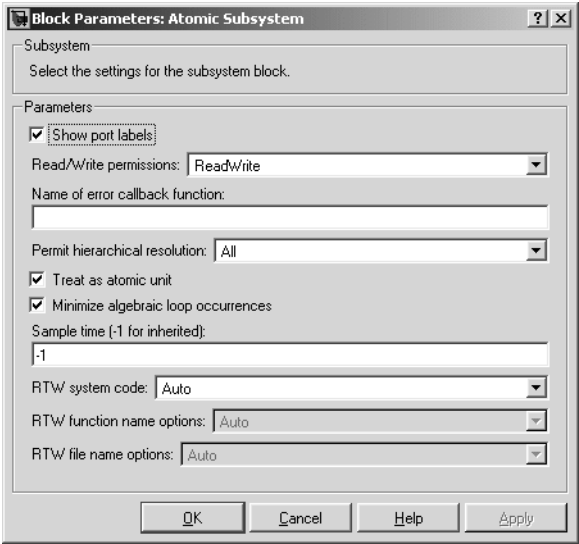 Block Parameters: Atomic Subsystem
Subsystem
Select the settings for the subsystem block.
Parameters
Show port labels
Read/Write permissions: ReadWrite
Name of error callback function:
Permit hierarchical resolution: All
Treat as atomic unit
Minimize algebraic loop occurrences
Sample time (-1 for inherited):
-1
RTW system code: Auto
RTW function name options: Auto
RTW file name options: Auto
OK Cancel Help Apply